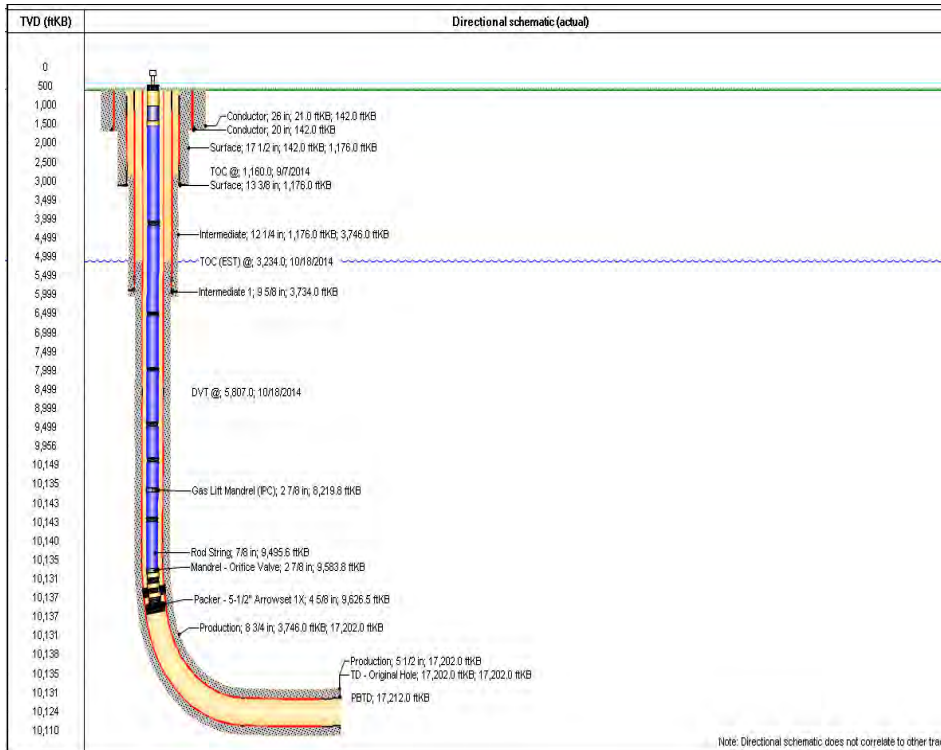 TVD (ftKB)
Directional schematic (actual)
0
500
1,000
1,500
2,000
2,500
3,000
3,499
3,999
4,499
4,999
5,499
5,999
6,499
6,999
7,499
7,999
8,499
8,999
9,499
9,956
10,149
10,135
10,143
10,143
10,140
10,135
10,131
10,137
10,137
10,131
10,138
10,135
10,131
10,124
10,110
Conductor; 26 in; 21.0 ftKB; 142.0 ftKB
Conductor; 20 in; 142.0 ftKB
Surface; 17 1/2 in; 142.0 ftKB; 1,176.0 ftKB
TOC @; 1,160.0; 9/7/2014
Surface; 13 3/8 in; 1,176.0 ftKB
Intermediate; 12 1/4 in; 1,176.0 ftKB; 3,746.0 ftKB
TOC (EST) @; 3,234.0; 10/18/2014
Intermediate 1; 9 5/8 in; 3,734.0 ftKB
DVT @; 5,807.0; 10/18/2014
Gas Lift Mandrel (IPC); 2 7/8 in; 8,219.8 ftKB
Rod String; 7/8 in; 9,495.6 ftKB
Mandrel - Orifice Valve; 2 7/8 in; 9,583.8 ftKB
Packer - 5-1/2" Arrowset 1X; 4 5/8 in; 9,626.5 ftKB
Production; 8 3/4 in; 3,746.0 ftKB; 17,202.0 ftKB
Production; 5 1/2 in; 17,202.0 ftKB
TD - Original Hole; 17,202.0 ftKB; 17,202.0 ftKB
PBTD; 17,212.0 ftKB
Note: Directional schematic does not correlate to other trac